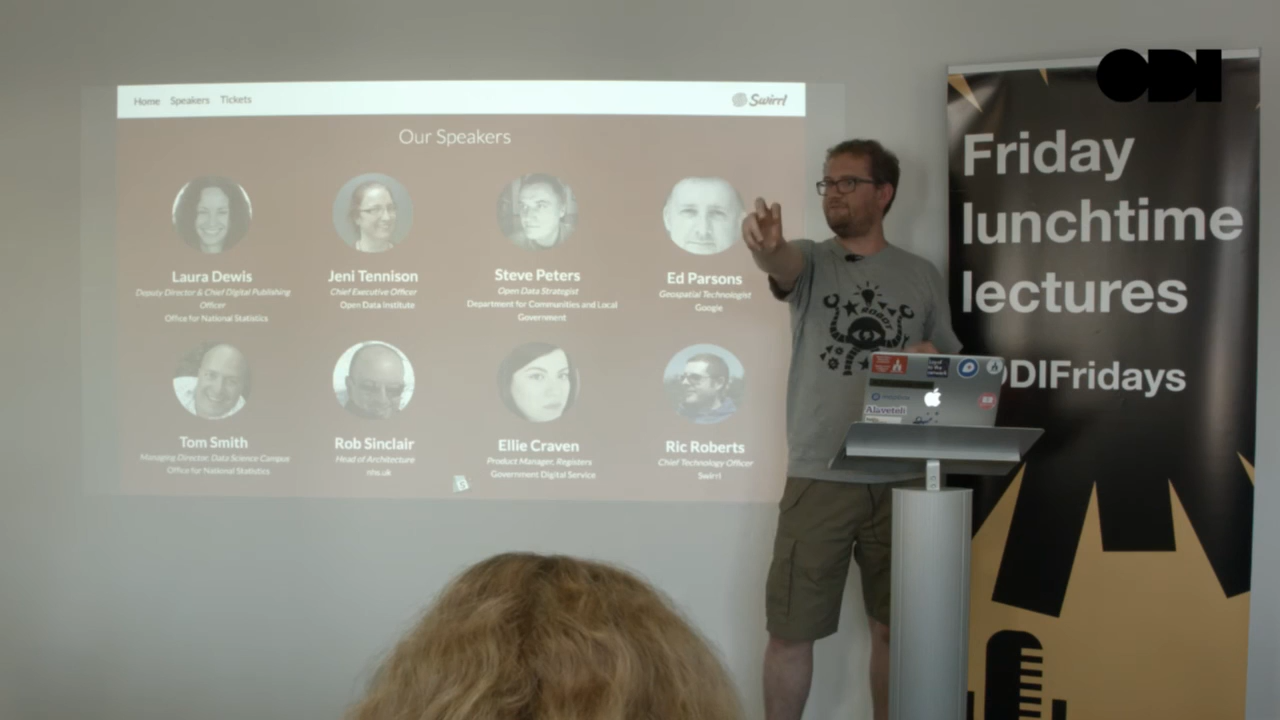 Home Speakers Tickets
Swirrl
Our Speakers
Laura Dewis
Deputy Director & Chief Digital Publishing
Officer
Office for National Statistics
Jeni Tennison
Chief Executive Officer
Open Data Institute
Steve Peters
Open Data Strategist
Department for Communities and Local
Government
Ed Parsons
Geospatial Technologist
Google
Tom Smith
Managing Director, Data Science Campus
Office for National Statistics
Rob Sinclair
Head of Architecture
nhs.uk
Ellie Craven
Product Manager, Registers
Government Digital Service
Ric Roberts
Chief Technology Officer
Swirrl
ROBOT
Alaveteli
ODI
Friday
lunchtime
lectures
DIFridays